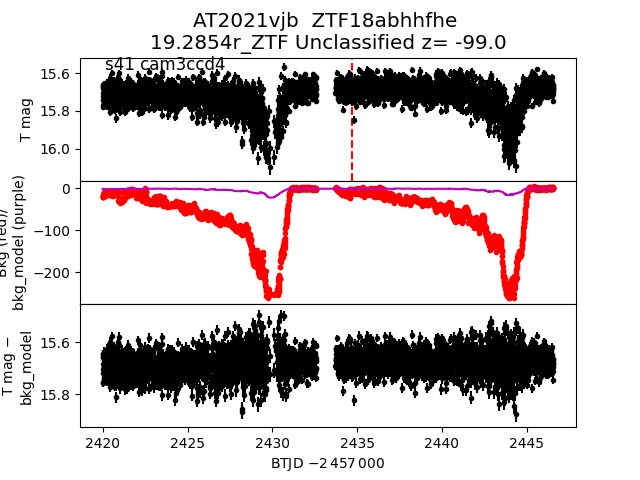 AT2021vjb  ZTF18abhhfhe
19.2854r_ZTF Unclassified z= -99.0
s41 cam3ccd4
15.6
15.8
16.0
T mag
0
−100
−200
Bkg (red)/
bkg_model (purple)
15.6
15.8
T mag −
bkg_model
2420
2425
2430
2435
2440
2445
BTJD −2 457 000